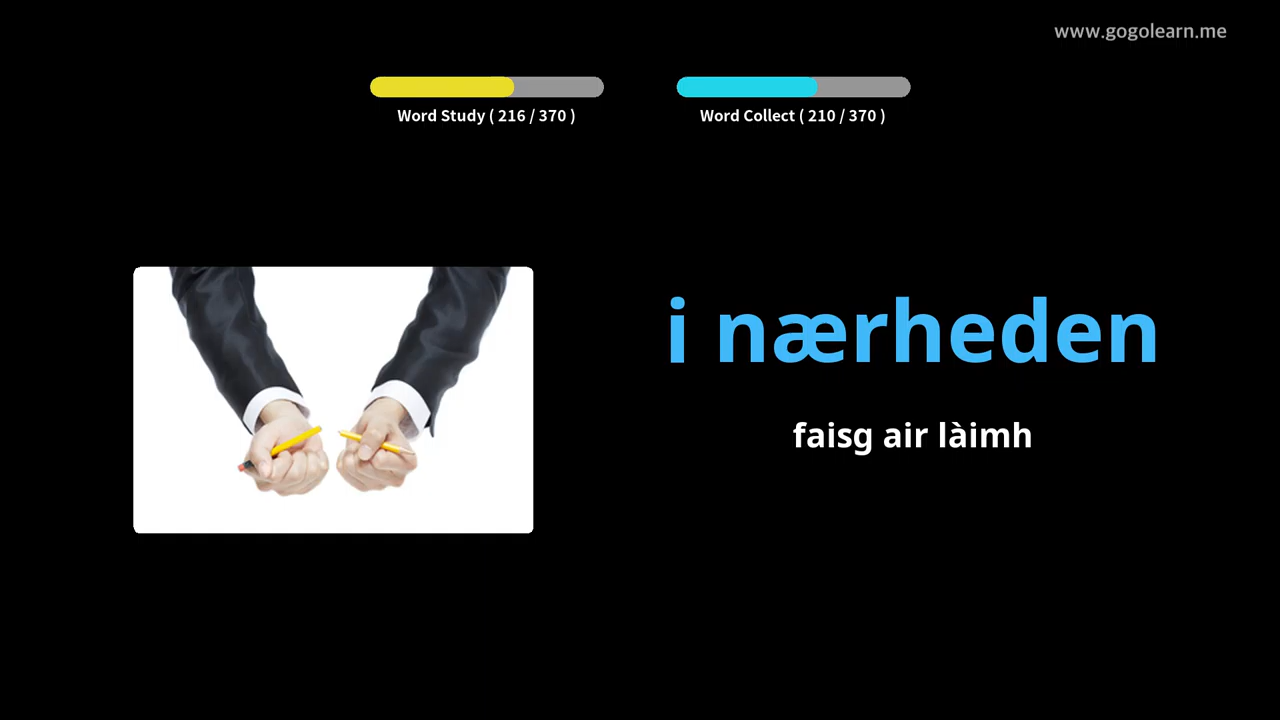 www.gogolearn.me
Word Study ( 216 / 370 )
Word Collect ( 210 / 370 )
i nærheden
faisg air làimh